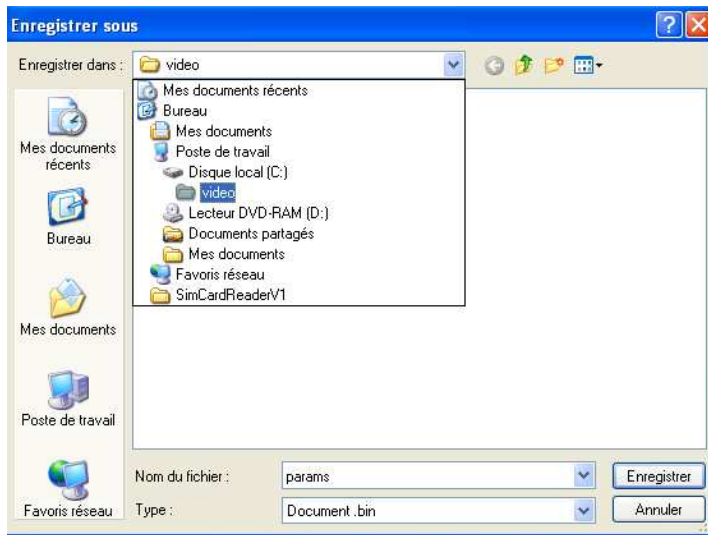 Enregistrer sous
Enregistrer dans :
video
Mes documents récents
Bureau
Mes documents
Poste de travail
Disque local (C:)
video
Lecteur DVD-RAM (D:)
Documents partagés
Mes documents
Favoris réseau
SimCardReaderV1
Mes documents
récents
Bureau
Mes documents
Poste de travail
Favoris réseau
Nom du fichier :
params
Enregistrer
Type :
Document .bin
Annuler